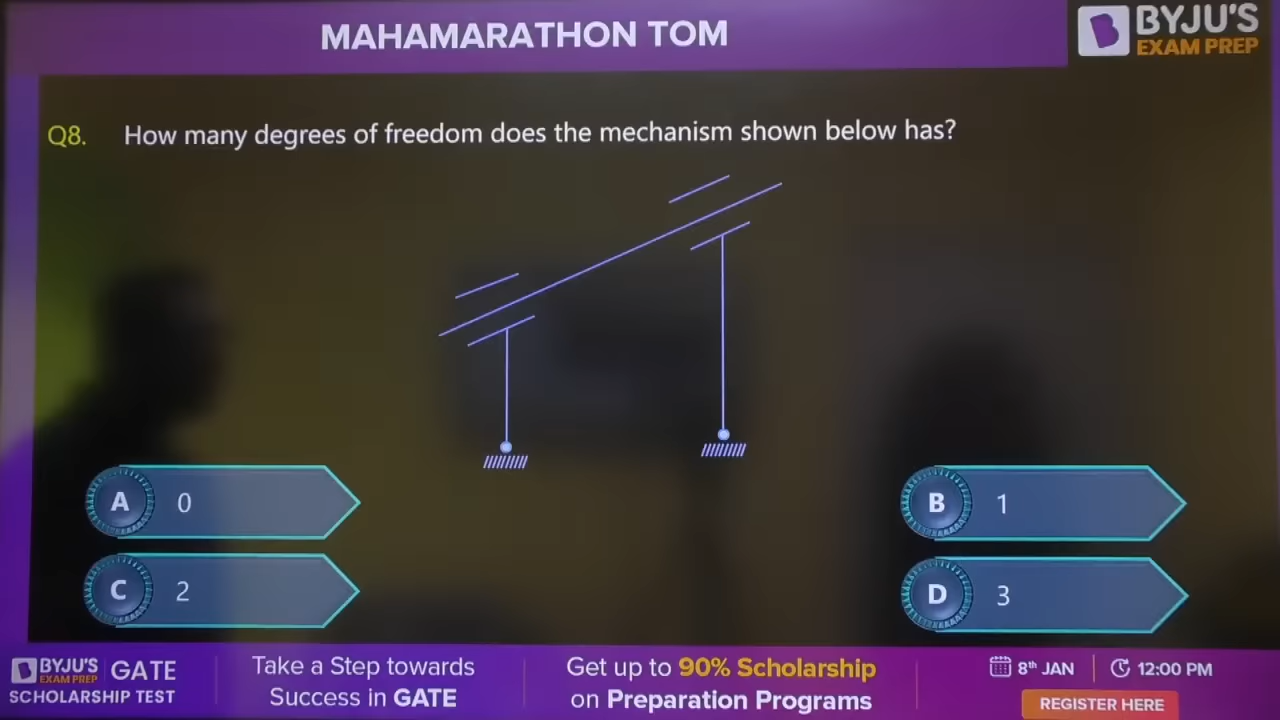 MAHAMARATHON TOM
BYJU'S
EXAM PREP
Q8. How many degrees of freedom does the mechanism shown below has?
A 0
B 1
C 2
D 3
BYJU'S
EXAM PREP
GATE
SCHOLARSHIP TEST
Take a Step towards
Success in GATE
Get up to 90% Scholarship
on Preparation Programs
8th JAN
12:00 PM
REGISTER HERE